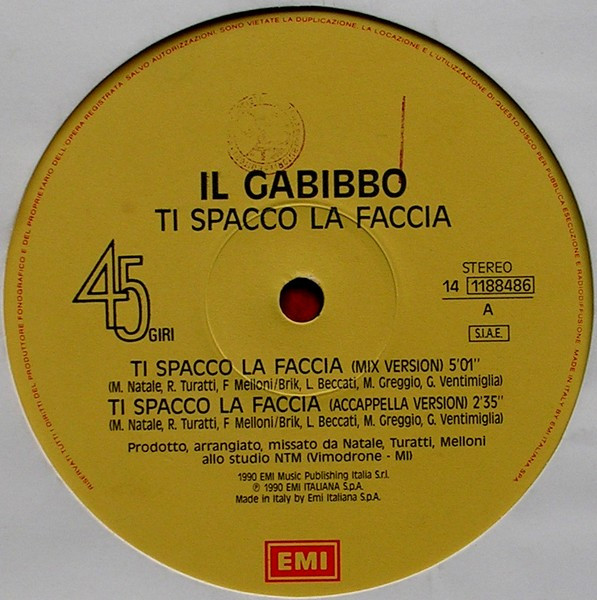 RISERVATI TUTTI I DIRITTI DEL PRODUTTORE FONOGRAFICO E DEL PROPRIETARIO DELL'OPERA REGISTRATA. SALVO AUTORIZZAZIONI, SONO VIETATE LA DUPLICAZIONE, LA LOCAZIONE E L'UTILIZZAZIONE DI QUESTO DISCO PER PUBBLICA ESECUZIONE E RADIODIFFUSIONE. MADE IN ITALY BY EMI ITALIANA SPA
IL GABIBBO
TI SPACCO LA FACCIA
45 GIRI
STEREO
14 1188486
A
S.I.A.E.
TI SPACCO LA FACCIA (MIX VERSION) 5'01''
(M. Natale, R. Turatti, F Melloni/Brik, L. Beccati, M. Greggio, G. Ventimiglia)
TI SPACCO LA FACCIA (ACCAPPELLA VERSION) 2'35''
(M. Natale, R. Turatti, F Melloni/Brik, L. Beccati, M. Greggio, G. Ventimiglia)
Prodotto, arrangiato, missato da Natale, Turatti, Melloni
allo studio NTM (Vimodrone - MI)
1990 EMI Music Publishing Italia S.r.l.
℗ 1990 EMI ITALIANA S.p.A.
Made in Italy by Emi Italiana S.p.A.
EMI